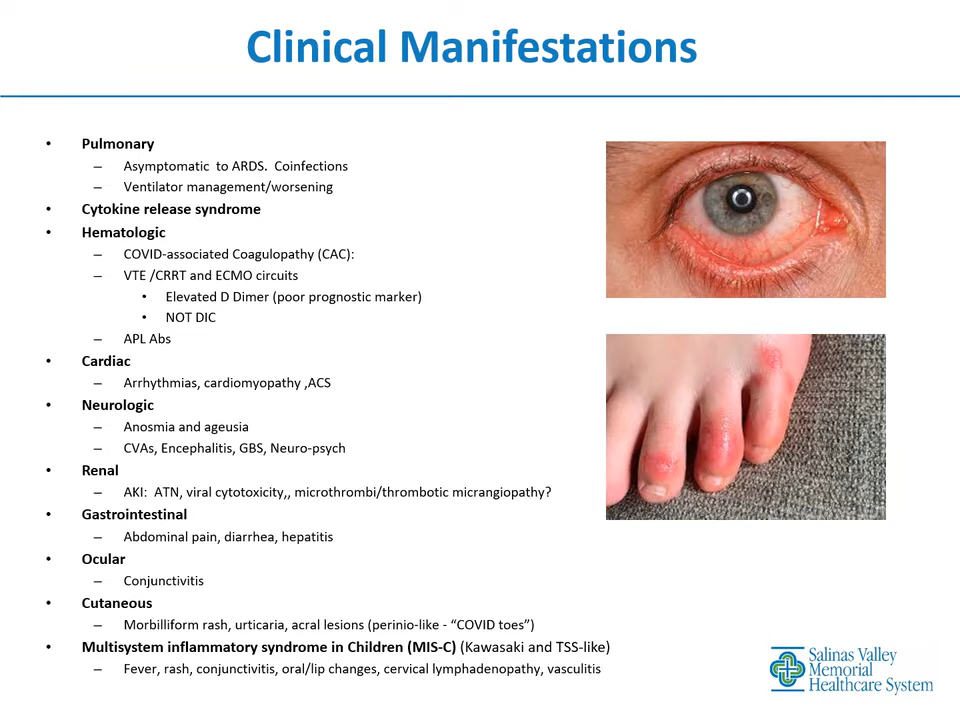 Clinical Manifestations
• Pulmonary
– Asymptomatic to ARDS. Coinfections
– Ventilator management/worsening
• Cytokine release syndrome
• Hematologic
– COVID-associated Coagulopathy (CAC):
– VTE /CRRT and ECMO circuits
• Elevated D Dimer (poor prognostic marker)
• NOT DIC
– APL Abs
• Cardiac
– Arrhythmias, cardiomyopathy ,ACS
• Neurologic
– Anosmia and ageusia
– CVAs, Encephalitis, GBS, Neuro-psych
• Renal
– AKI: ATN, viral cytotoxicity,, microthrombi/thrombotic micrangiopathy?
• Gastrointestinal
– Abdominal pain, diarrhea, hepatitis
• Ocular
– Conjunctivitis
• Cutaneous
– Morbilliform rash, urticaria, acral lesions (perinio-like - “COVID toes”)
• Multisystem inflammatory syndrome in Children (MIS-C) (Kawasaki and TSS-like)
– Fever, rash, conjunctivitis, oral/lip changes, cervical lymphadenopathy, vasculitis
Salinas Valley
Memorial
Healthcare System